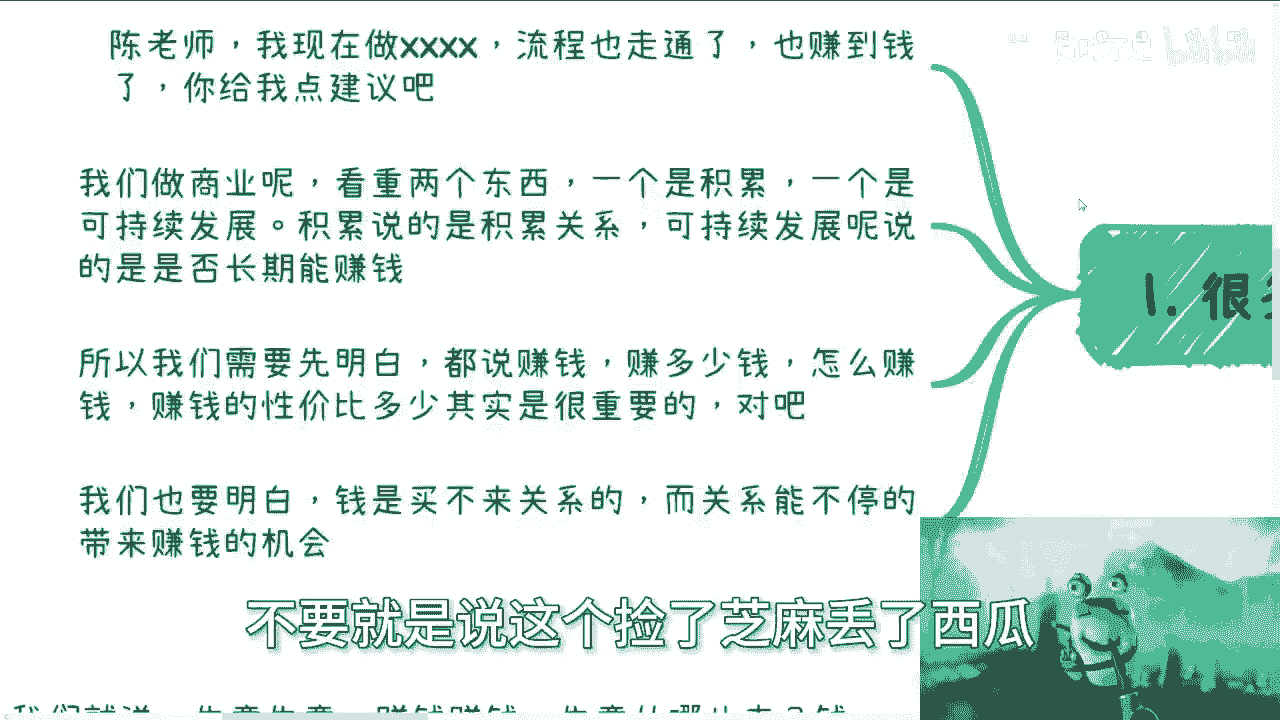 陈老师，我现在做xxxx，流程也走通了，也赚到钱
了，你给我点建议吧
我们做商业呢，看重两个东西，一个是积累，一个是
可持续发展。积累说的是积累关系，可持续发展呢说
的是是否长期能赚钱
所以我们需要先明白，都说赚钱，赚多少钱，怎么赚
钱，赚钱的性价比多少其实是很重要的，对吧
我们也要明白，钱是买不来关系的，而关系能不停的
带来赚钱的机会
1. 很
不要就是说这个捡了芝麻丢了西瓜